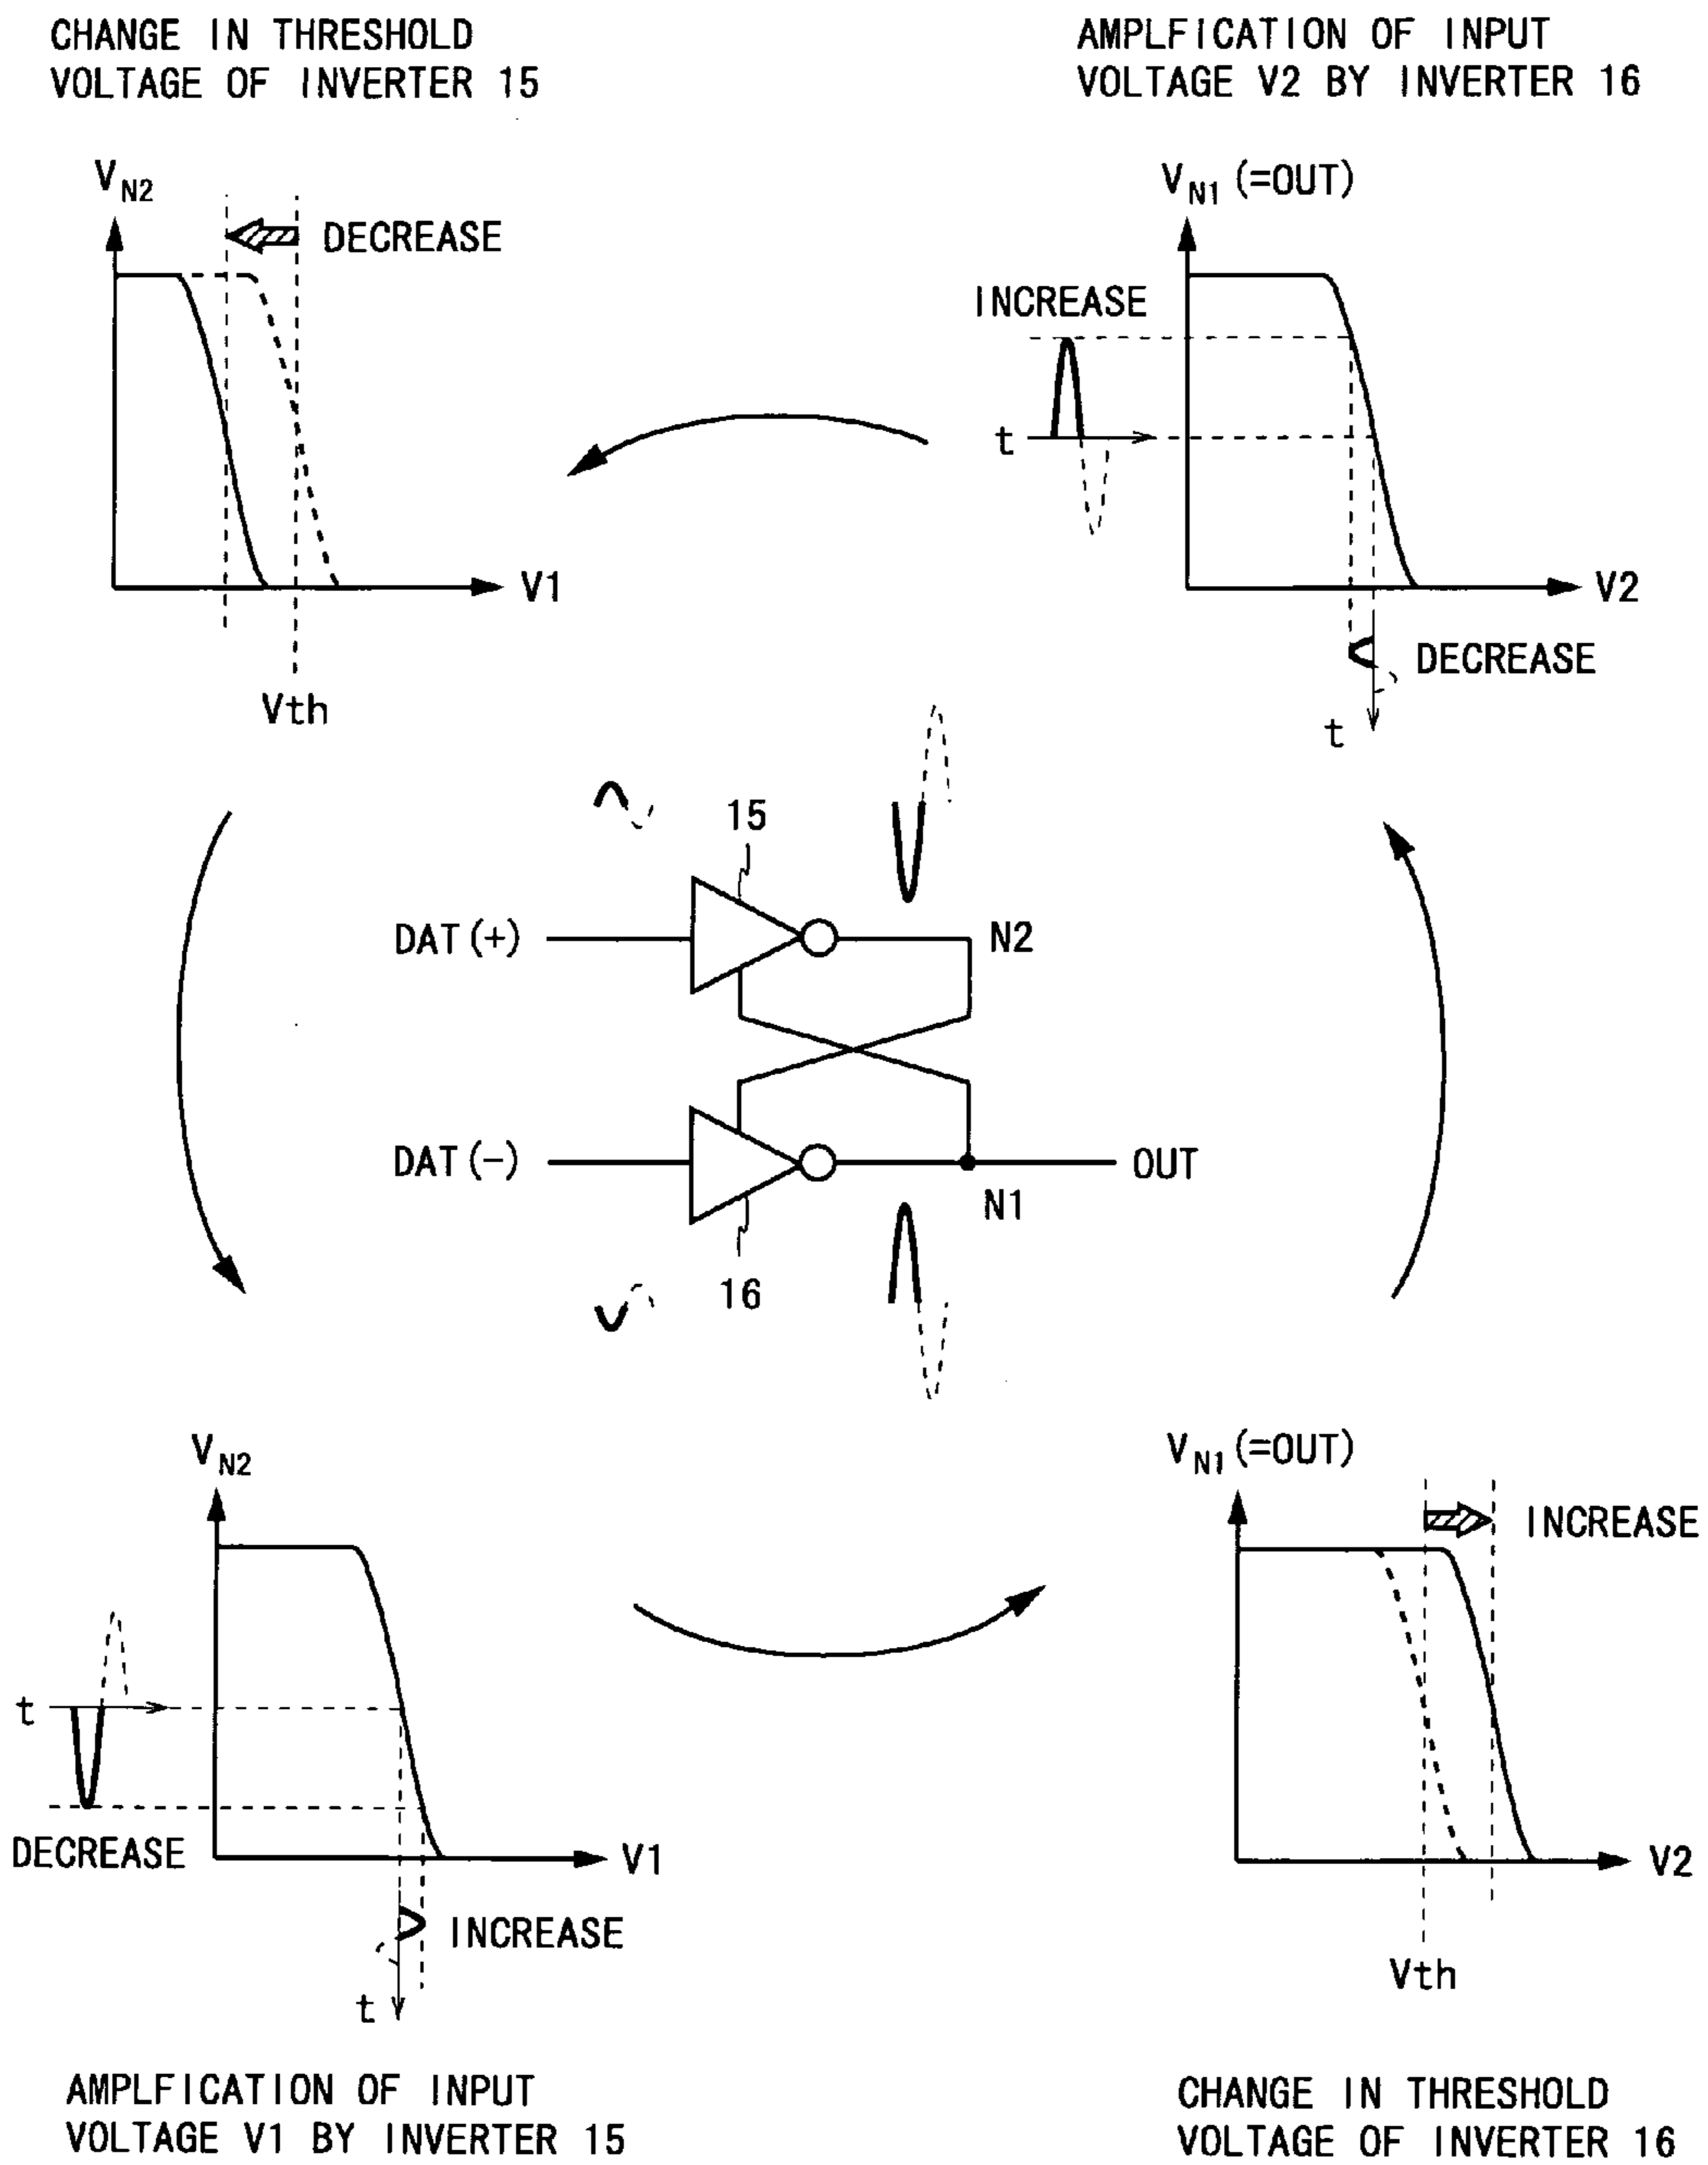 CHANGE IN THRESHOLD
VOLTAGE OF INVERTER 15
AMPLFICATION OF INPUT
VOLTAGE V2 BY INVERTER 16
VN2
DECREASE
V1
Vth
VN1 (=OUT)
INCREASE
t
V2
DECREASE
t
15
DAT(+)
N2
DAT(-)
OUT
N1
16
VN2
t
DECREASE
V1
INCREASE
t
VN1 (=OUT)
INCREASE
V2
Vth
AMPLFICATION OF INPUT
VOLTAGE V1 BY INVERTER 15
CHANGE IN THRESHOLD
VOLTAGE OF INVERTER 16